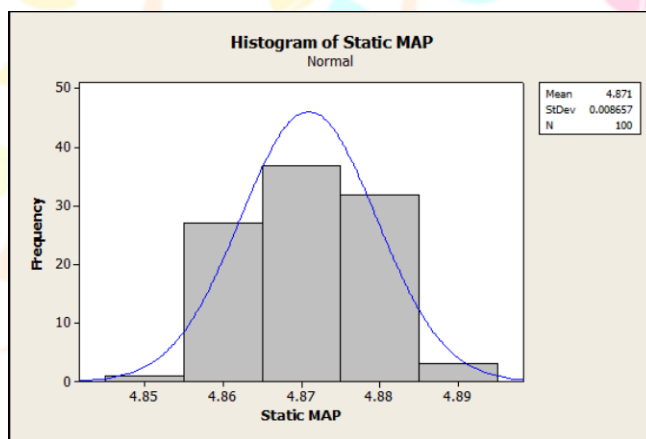 Histogram of Static MAP
Normal
Mean 4.871
StDev 0.008657
N 100
50
40
30
20
10
0
Frequency
4.85 4.86 4.87 4.88 4.89
Static MAP